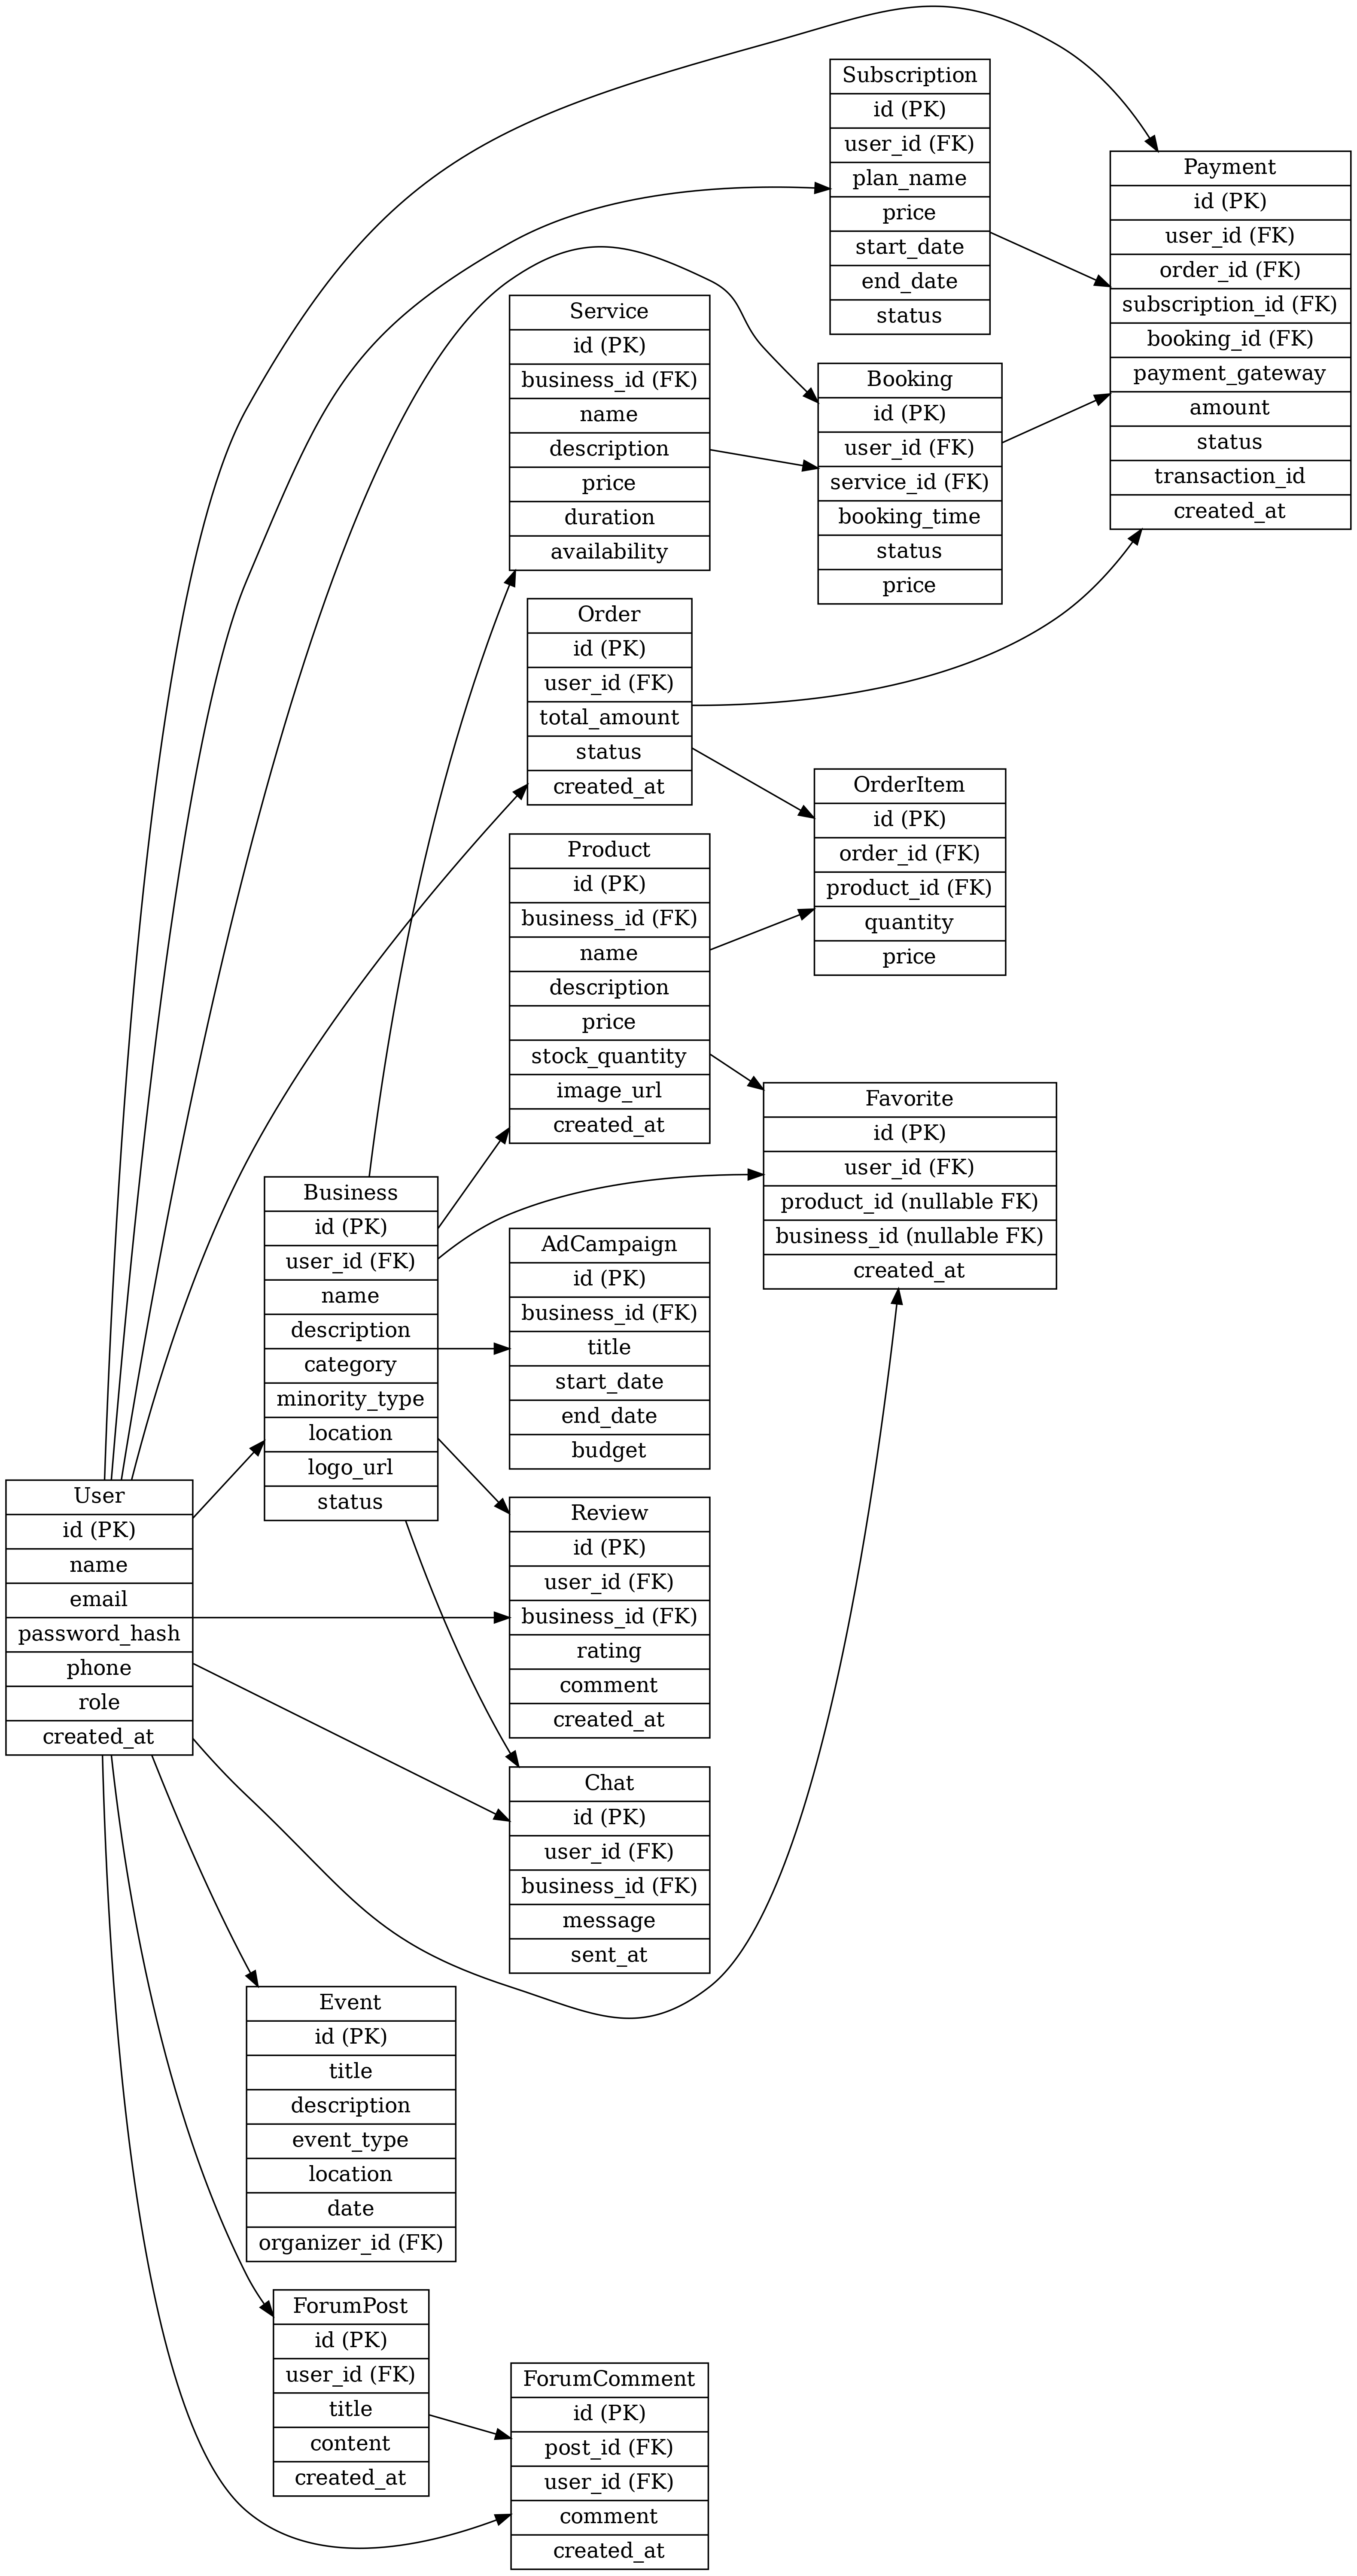 Subscription
id (PK)
user_id (FK)
plan_name
price
start_date
end_date
status
Payment
id (PK)
user_id (FK)
order_id (FK)
subscription_id (FK)
booking_id (FK)
payment_gateway
amount
status
transaction_id
created_at
Service
id (PK)
business_id (FK)
name
description
price
duration
availability
Booking
id (PK)
user_id (FK)
service_id (FK)
booking_time
status
price
Order
id (PK)
user_id (FK)
total_amount
status
created_at
OrderItem
id (PK)
order_id (FK)
product_id (FK)
quantity
price
Product
id (PK)
business_id (FK)
name
description
price
stock_quantity
image_url
created_at
Favorite
id (PK)
user_id (FK)
product_id (nullable FK)
business_id (nullable FK)
created_at
Business
id (PK)
user_id (FK)
name
description
category
minority_type
location
logo_url
status
AdCampaign
id (PK)
business_id (FK)
title
start_date
end_date
budget
User
id (PK)
name
email
password_hash
phone
role
created_at
Review
id (PK)
user_id (FK)
business_id (FK)
rating
comment
created_at
Chat
id (PK)
user_id (FK)
business_id (FK)
message
sent_at
Event
id (PK)
title
description
event_type
location
date
organizer_id (FK)
ForumPost
id (PK)
user_id (FK)
title
content
created_at
ForumComment
id (PK)
post_id (FK)
user_id (FK)
comment
created_at